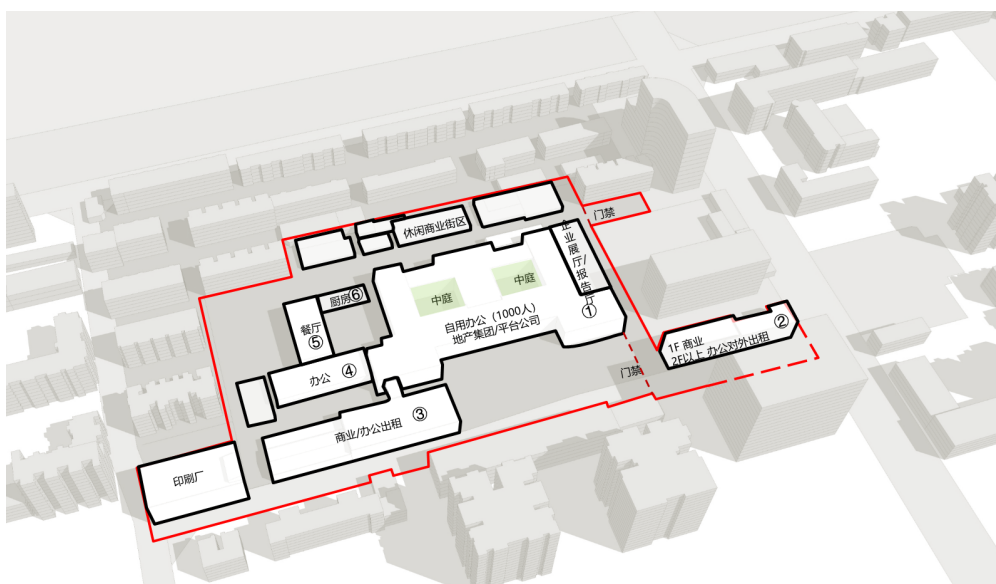 门禁
休闲商业街区
企业展厅/报告厅
①
中庭
中庭
厨房⑥
餐厅
⑤
自用办公（1000人）
地产集团/平台公司
②
1F 商业
2F以上 办公对外出租
门禁
办公 ④
商业/办公出租 ③
印刷厂